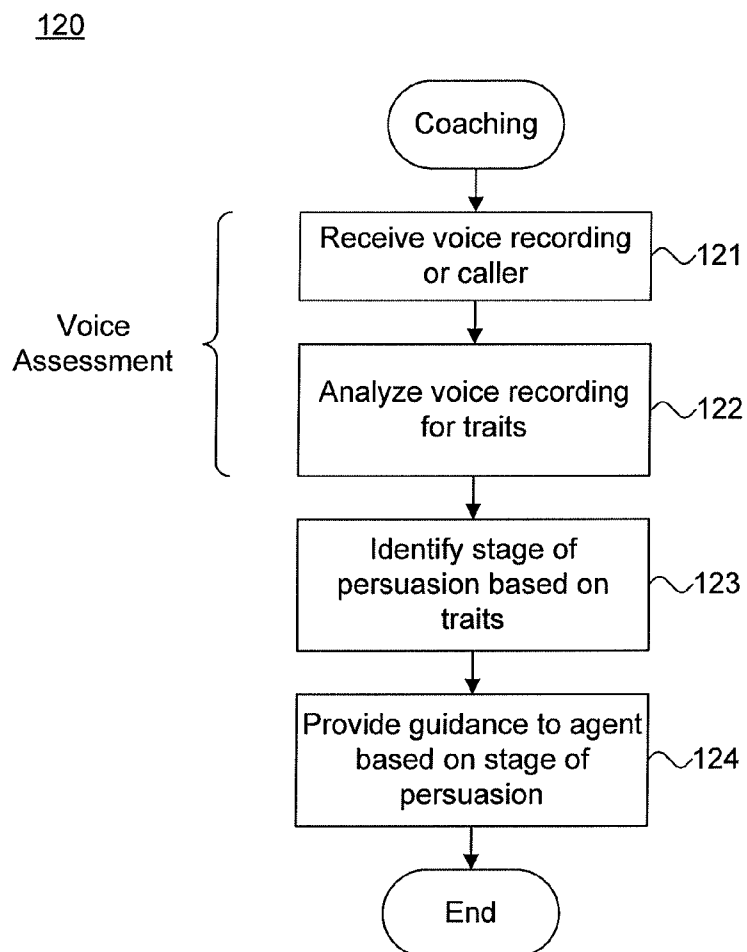 120
Coaching
Receive voice recording
or caller
121
Voice
Assessment
Analyze voice recording
for traits
122
Identify stage of
persuasion based on
traits
123
Provide guidance to agent
based on stage of
persuasion
124
End